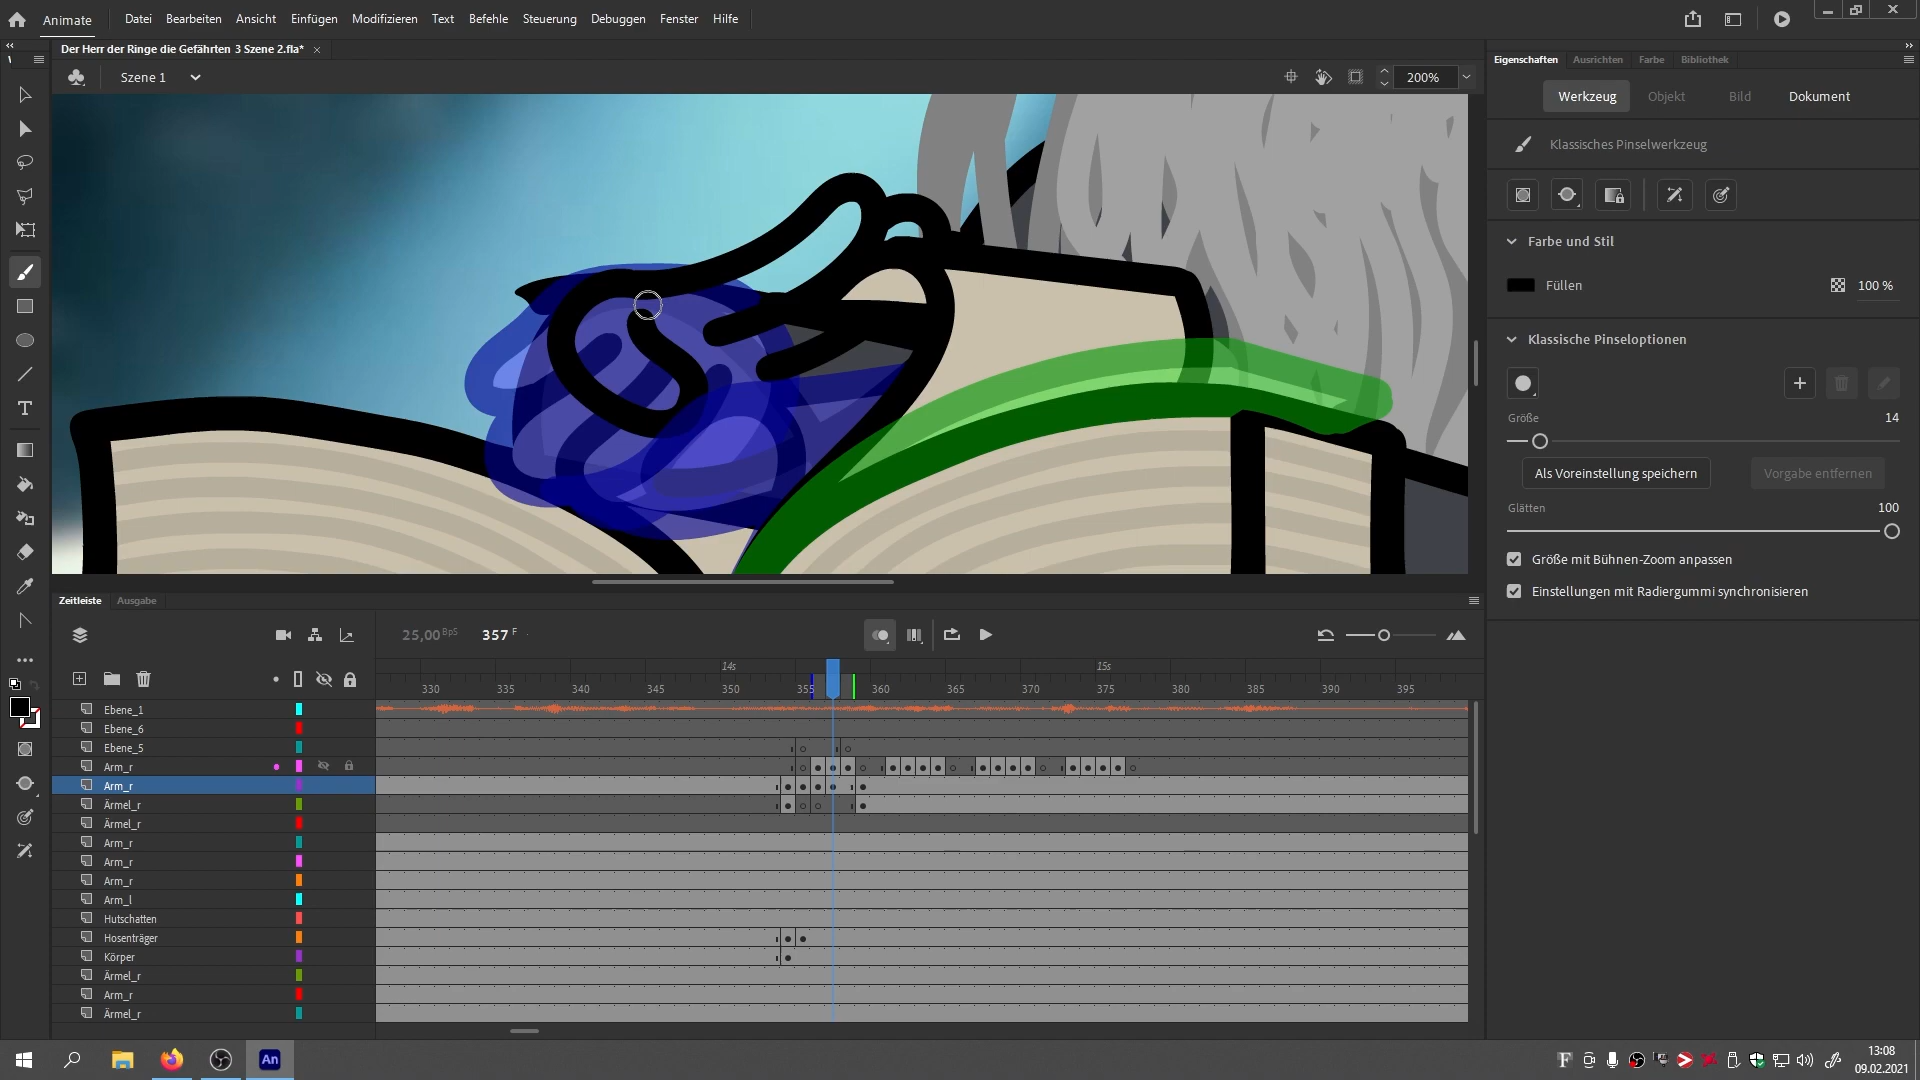 Animate
Datei Bearbeiten Ansicht Einfügen Modifizieren Text Befehle Steuerung Debuggen Fenster Hilfe
Der Herr der Ringe die Gefährten 3 Szene 2.fla*
Szene 1
200%
Eigenschaften Ausrichten Farbe Bibliothek
Werkzeug Objekt Bild Dokument
Klassisches Pinselwerkzeug
Farbe und Stil
Füllen 100 %
Klassische Pinseloptionen
Größe 14
Als Voreinstellung speichern Vorgabe entfernen
Glätten 100
Größe mit Bühnen-Zoom anpassen
Einstellungen mit Radiergummi synchronisieren
Zeitleiste Ausgabe
25,00 BpS 357 F
14s 15s
330 335 340 345 350 355 360 365 370 375 380 385 390 395
Ebene_1
Ebene_6
Ebene_5
Arm_r
Arm_r
Ärmel_r
Ärmel_r
Arm_r
Arm_r
Arm_r
Arm_l
Hutschatten
Hosenträger
Körper
Ärmel_r
Arm_r
Ärmel_r
An
13:08
09.02.2021